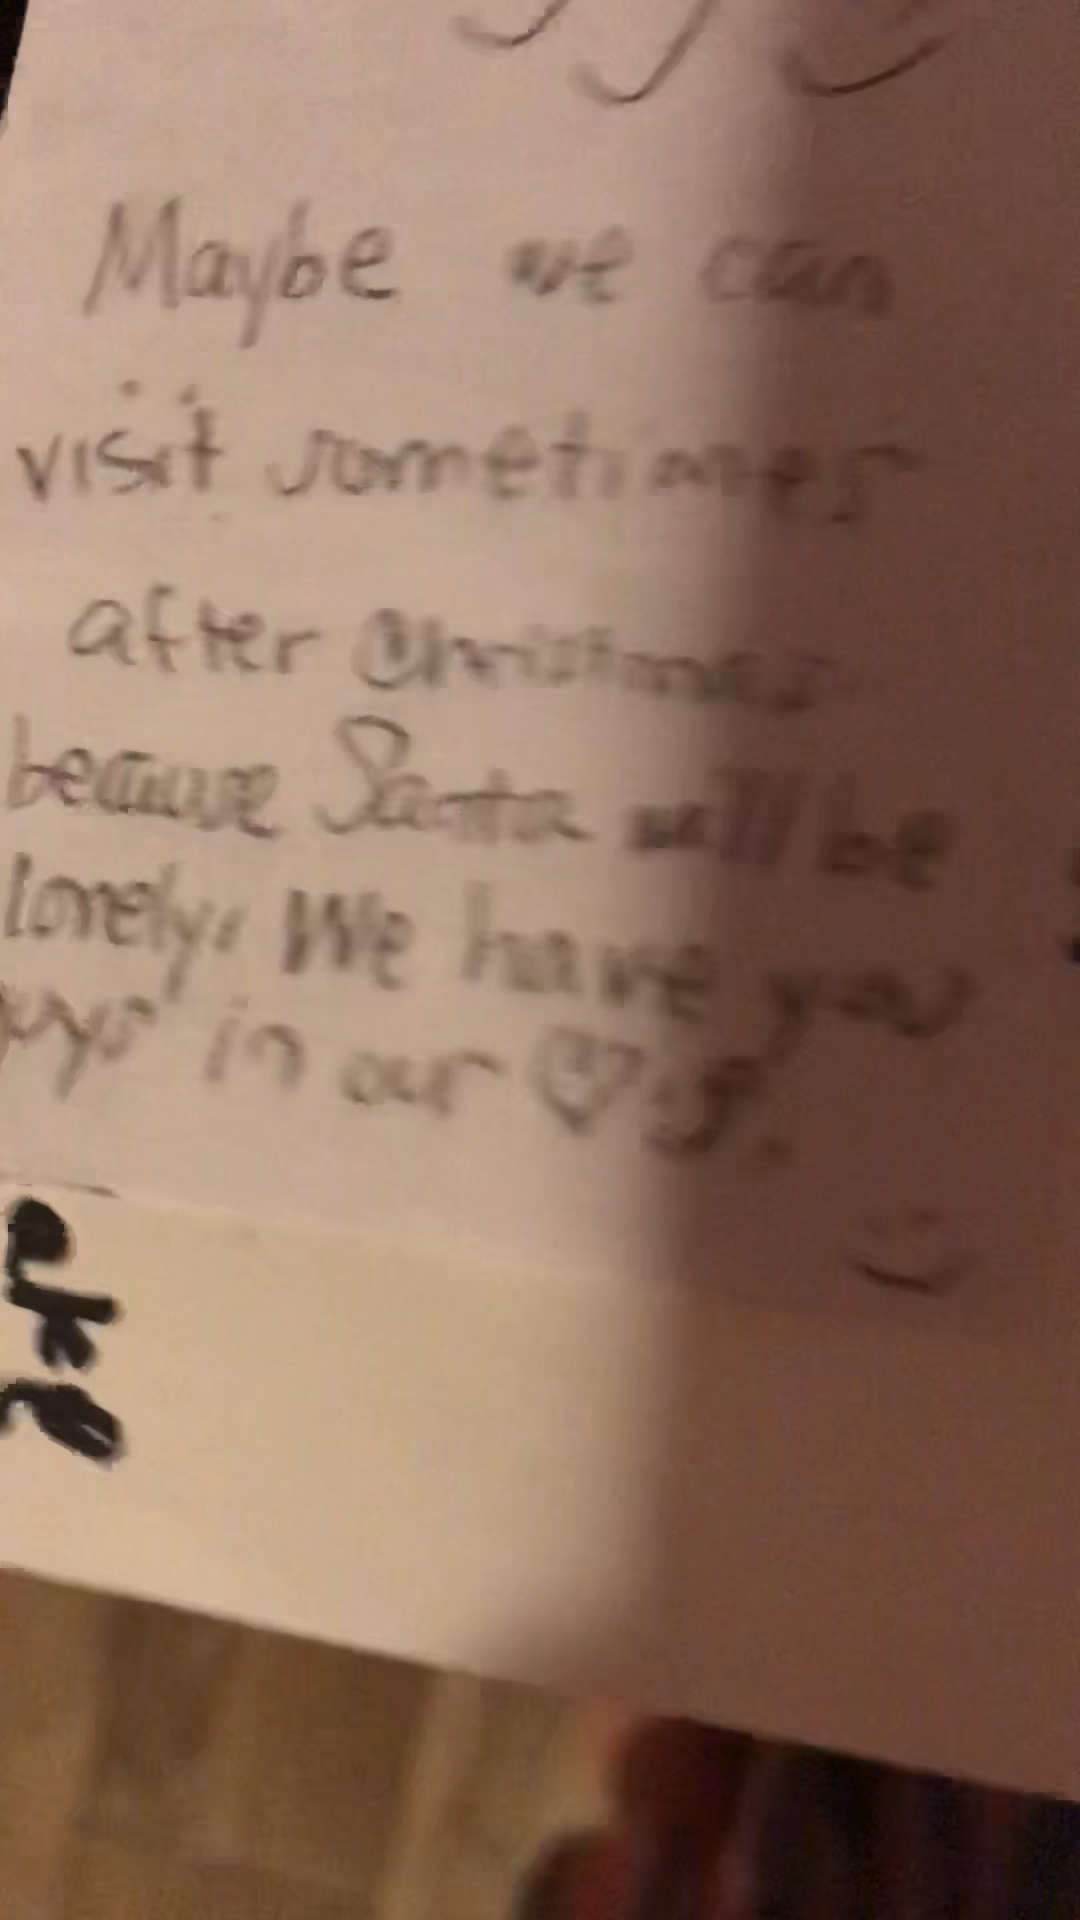 Maybe we can
visit sometimes
after Christmas
because Santa will be
lonely. We have you
guys in our ♡s.